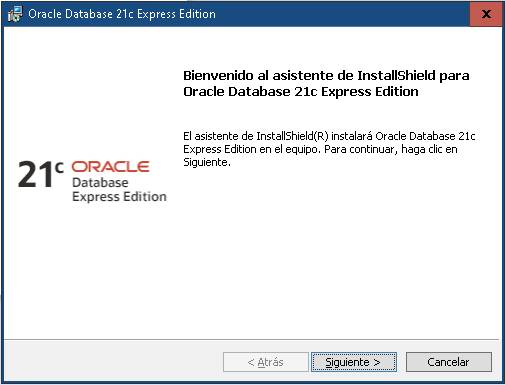 Oracle Database 21c Express Edition
X
Bienvenido al asistente de InstallShield para
Oracle Database 21c Express Edition
El asistente de InstallShield(R) instalará Oracle Database 21c
Express Edition en el equipo. Para continuar, haga clic en
Siguiente.
21c ORACLE
Database
Express Edition
< Atrás
Siguiente >
Cancelar